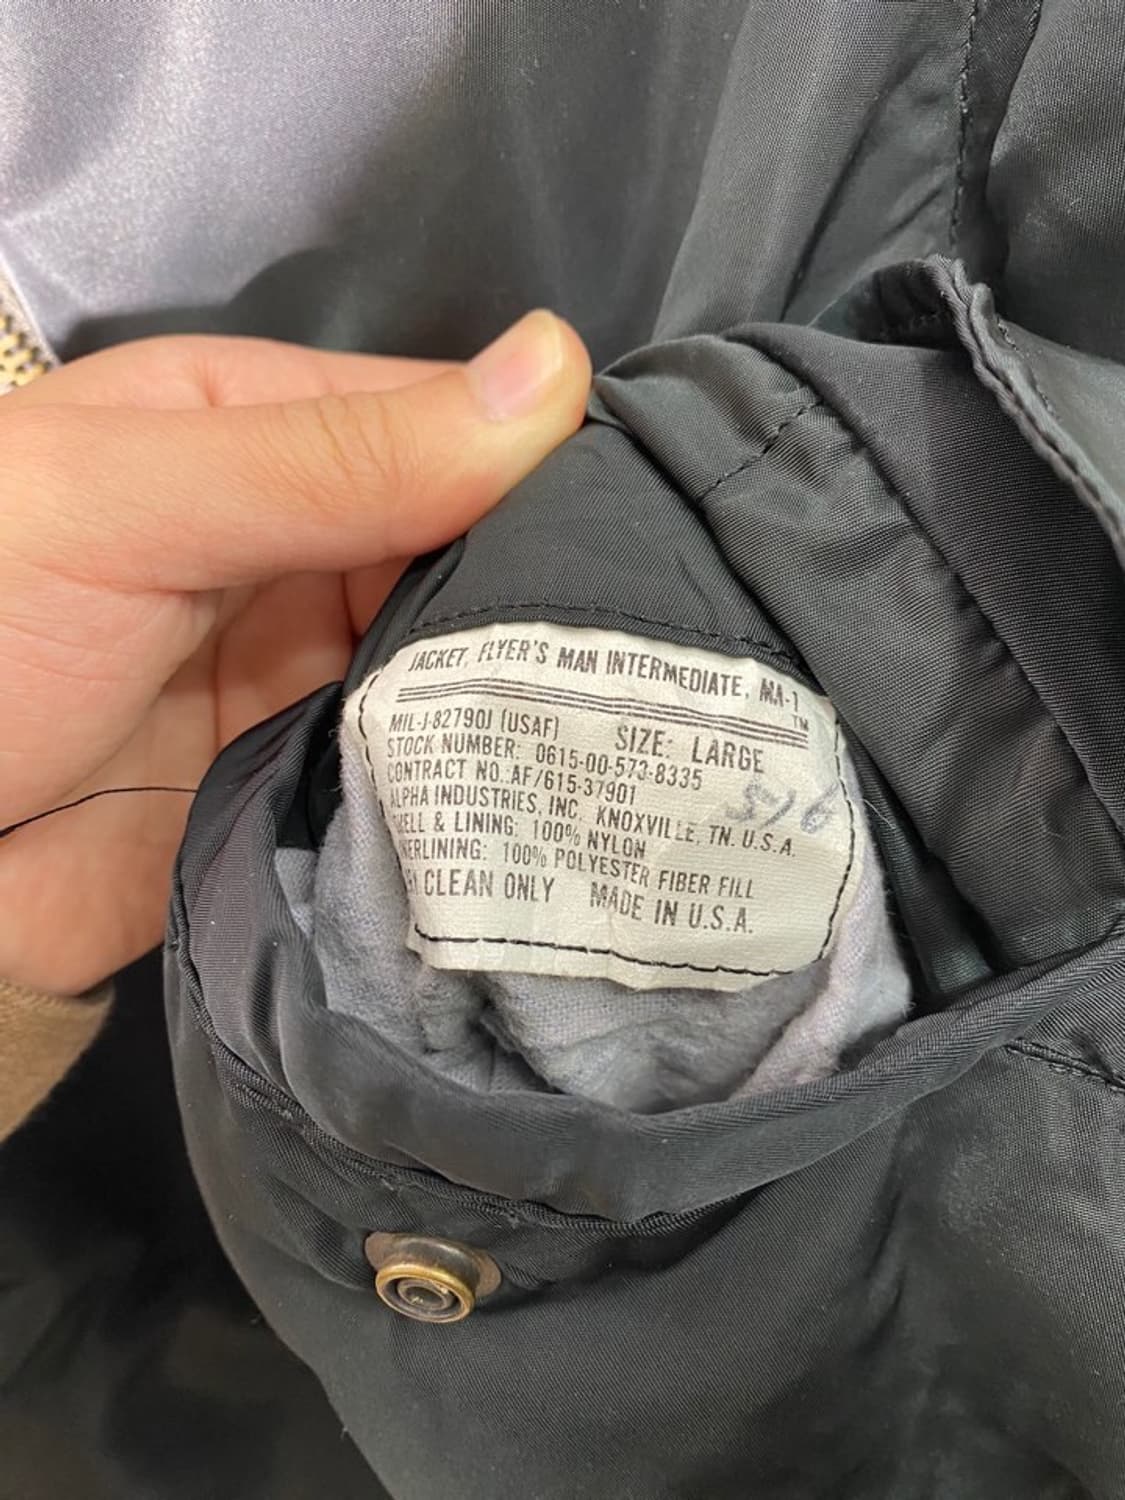 JACKET, FLYER'S MAN INTERMEDIATE, MA-1
TM
MIL-J-82790J (USAF) SIZE: LARGE
STOCK NUMBER: 0615-00-573-8335
CONTRACT NO.:AF/615-37901
ALPHA INDUSTRIES, INC. KNOXVILLE, TN. U.S.A.
& LINING: 100% NYLON
100% POLYESTER FIBER FILL
CLEAN ONLY MADE IN U.S.A.